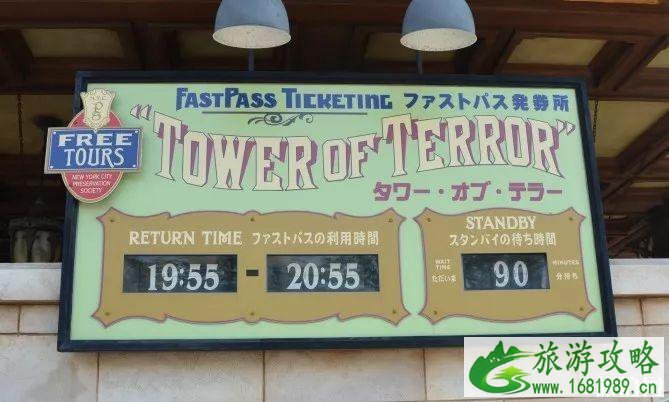 FASTPASS TICKETING ファストパス発券所
N.Y.C.
FREE
TOURS
NEW YORK CITY
PRESERVATION
SOCIETY
"TOWER OF TERROR"
タワー・オブ・テラー
RETURN TIME ファストパスの利用時間
19:55 - 20:55
STANDBY
スタンバイの待ち時間
WAIT TIME 90 MINUTES
ただいま 分待ち
旅游攻略
www.1681989.cn